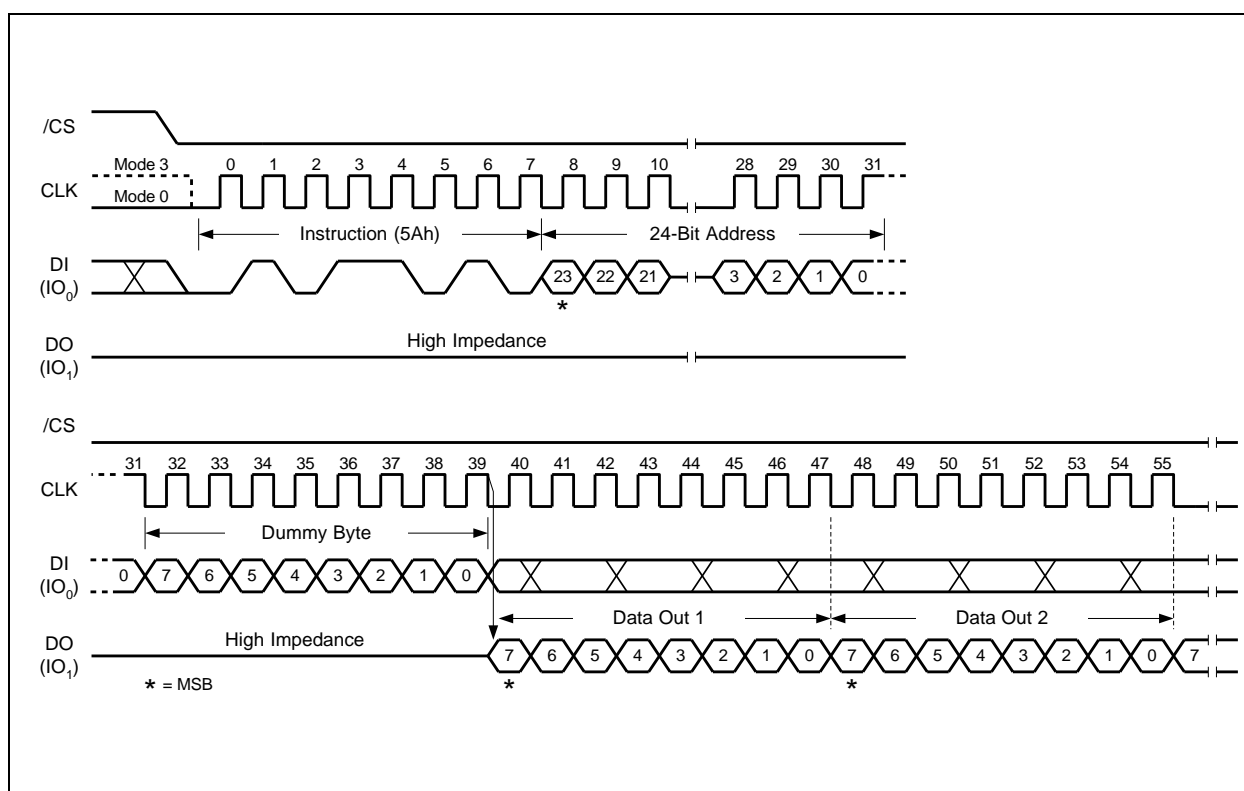 /CS
Mode 3 0 1 2 3 4 5 6 7 8 9 10 28 29 30 31
CLK
Mode 0
Instruction (5Ah) 24-Bit Address
DI
(IO0) 23 22 21 3 2 1 0
*
High Impedance
DO
(IO1)
/CS
31 32 33 34 35 36 37 38 39 40 41 42 43 44 45 46 47 48 49 50 51 52 53 54 55
CLK
Dummy Byte
DI
(IO0) 0 7 6 5 4 3 2 1 0
Data Out 1 Data Out 2
High Impedance
DO
(IO1) 7 6 5 4 3 2 1 0 7 6 5 4 3 2 1 0 7
* = MSB * *